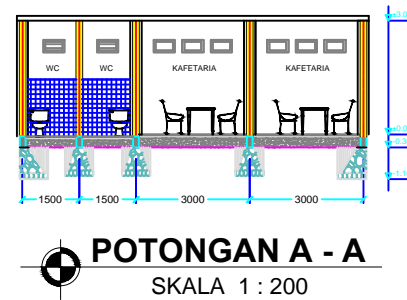 WC
WC
KAFETARIA
KAFETARIA
1500
1500
3000
3000
POTONGAN A - A
SKALA 1 : 200